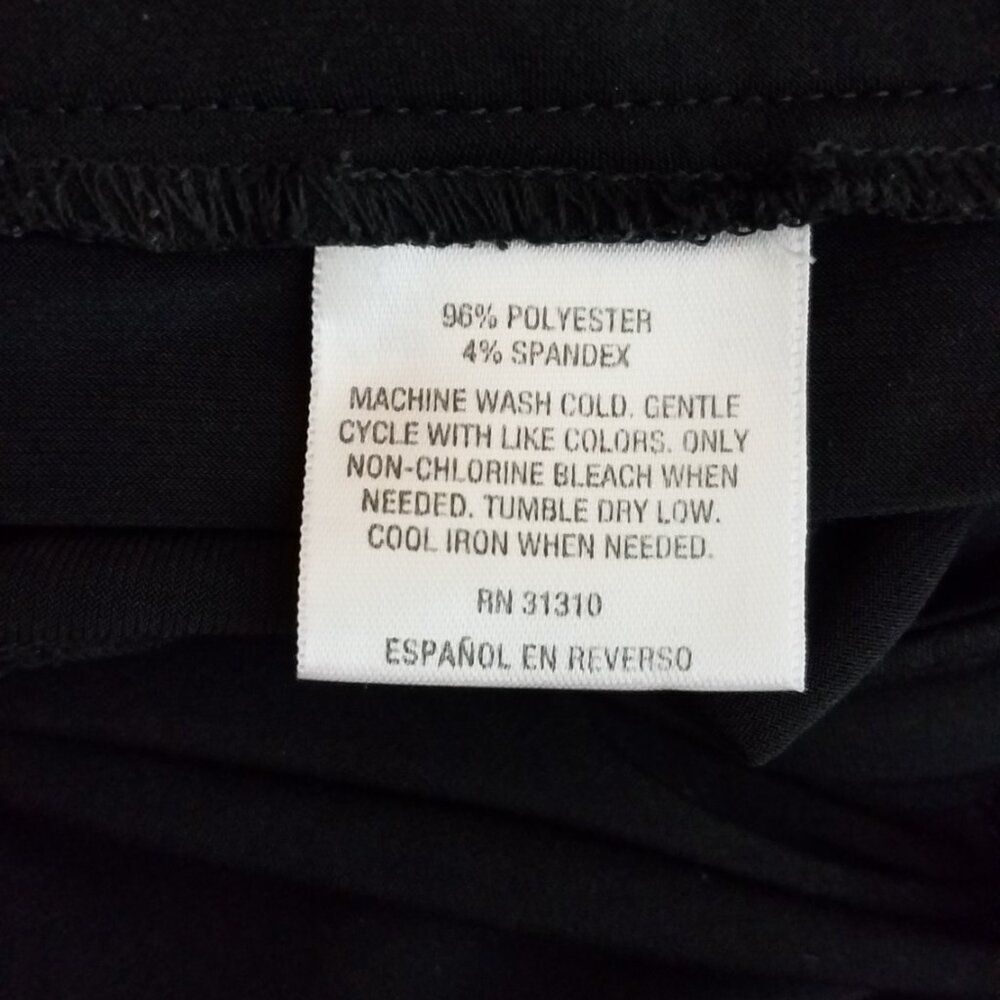 96% POLYESTER
4% SPANDEX
MACHINE WASH COLD. GENTLE
CYCLE WITH LIKE COLORS. ONLY
NON-CHLORINE BLEACH WHEN
NEEDED. TUMBLE DRY LOW.
COOL IRON WHEN NEEDED.
RN 31310
ESPAÑOL EN REVERSO